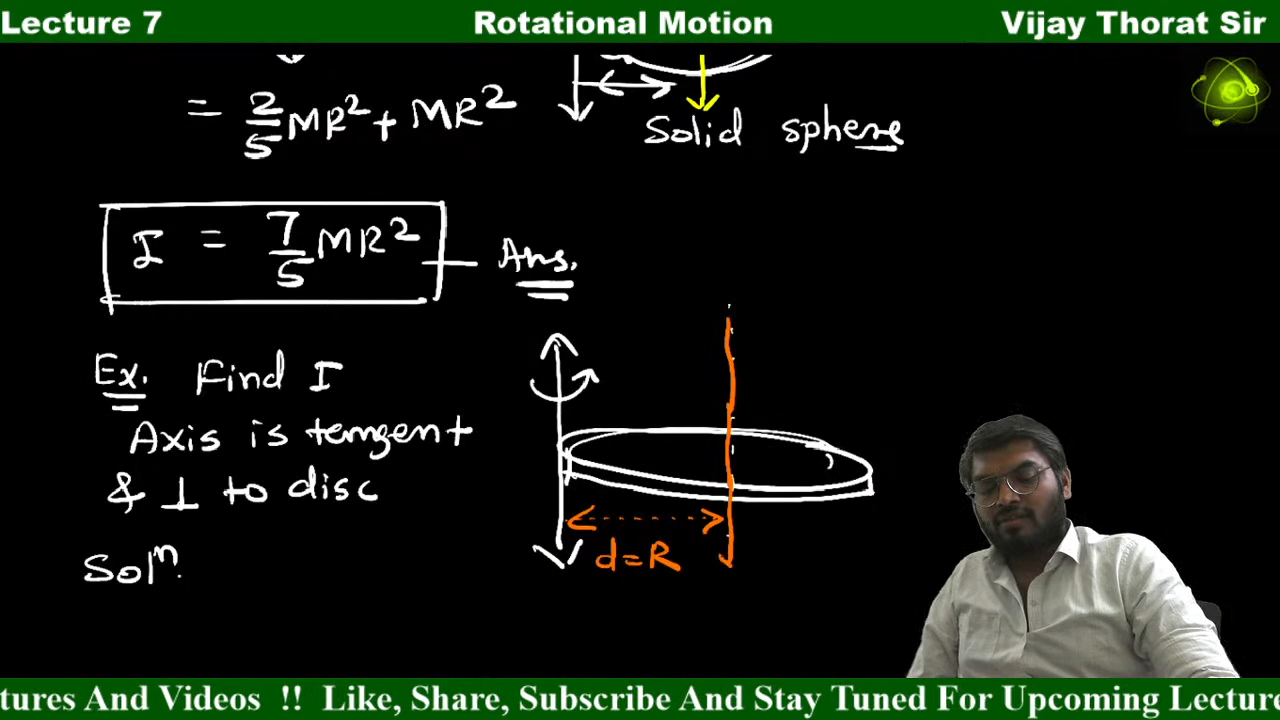 Lecture 7
Rotational Motion
Vijay Thorat Sir
= 2/5 MR² + MR²
Solid sphere
I = 7/5 MR²
Ans.
Ex. Find I
Axis is tangent
& ⊥ to disc
d=R
Solⁿ.
tures And Videos !! Like, Share, Subscribe And Stay Tuned For Upcoming Lecture